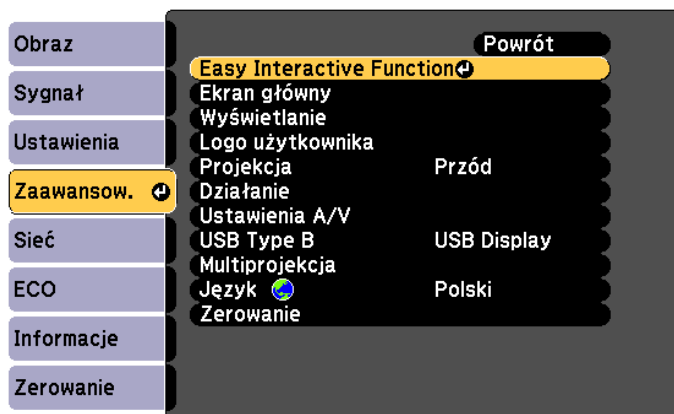 Obraz
Sygnał
Ustawienia
Zaawansow.
Sieć
ECO
Informacje
Zerowanie
Powrót
Easy Interactive Function
Ekran główny
Wyświetlanie
Logo użytkownika
Projekcja Przód
Działanie
Ustawienia A/V
USB Type B USB Display
Multiprojekcja
Język Polski
Zerowanie